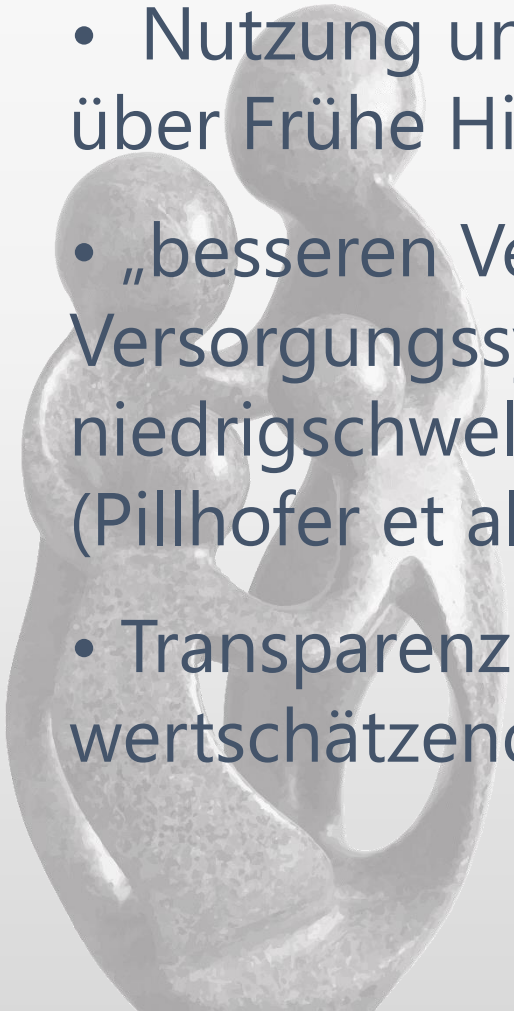 • Nutzung un
über Frühe Hi
• „besseren Ve
Versorgungss
niedrigschwel
(Pillhofer et al
• Transparenz
wertschätzend